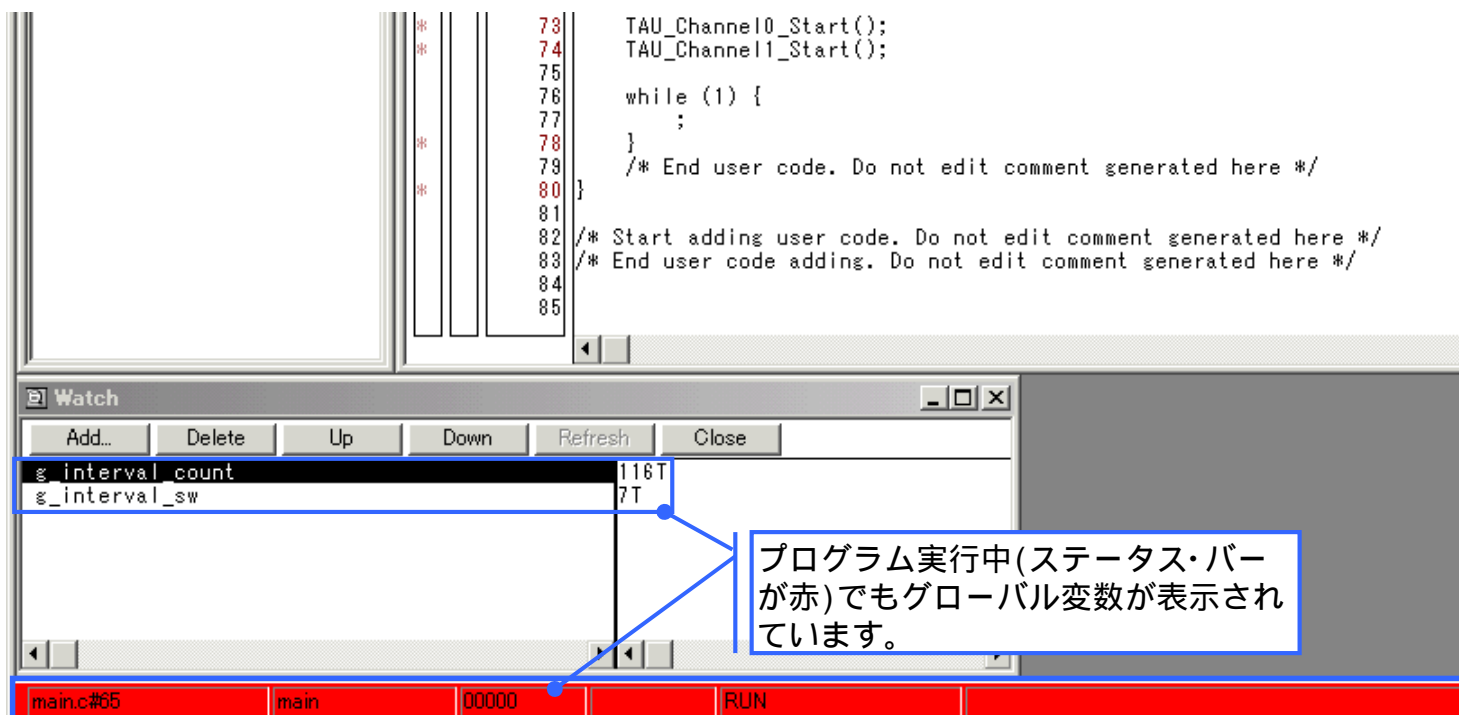 * 73 TAU_Channel0_Start();
* 74 TAU_Channel1_Start();
75
76 while (1) {
77 ;
* 78 }
79 /* End user code. Do not edit comment generated here */
* 80 }
81
82 /* Start adding user code. Do not edit comment generated here */
83 /* End user code adding. Do not edit comment generated here */
84
85
Watch
Add... Delete Up Down Refresh Close
g_interval_count 116T
g_interval_sw 7T
プログラム実行中(ステータス・バー
が赤)でもグローバル変数が表示され
ています。
main.c#65 main 00000 RUN